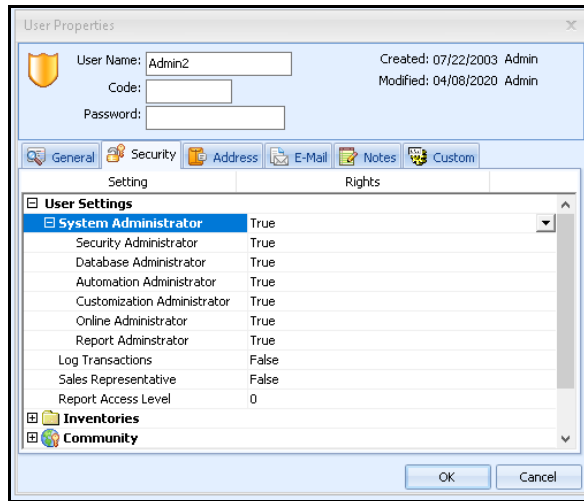 User Properties
User Name: Admin2
Created: 07/22/2003 Admin
Code:
Modified: 04/08/2020 Admin
Password:
General Security Address E-Mail Notes Custom
Setting Rights
User Settings
System Administrator True
Security Administrator True
Database Administrator True
Automation Administrator True
Customization Administrator True
Online Administrator True
Report Adminstrator True
Log Transactions False
Sales Representative False
Report Access Level 0
Inventories
Community
OK Cancel